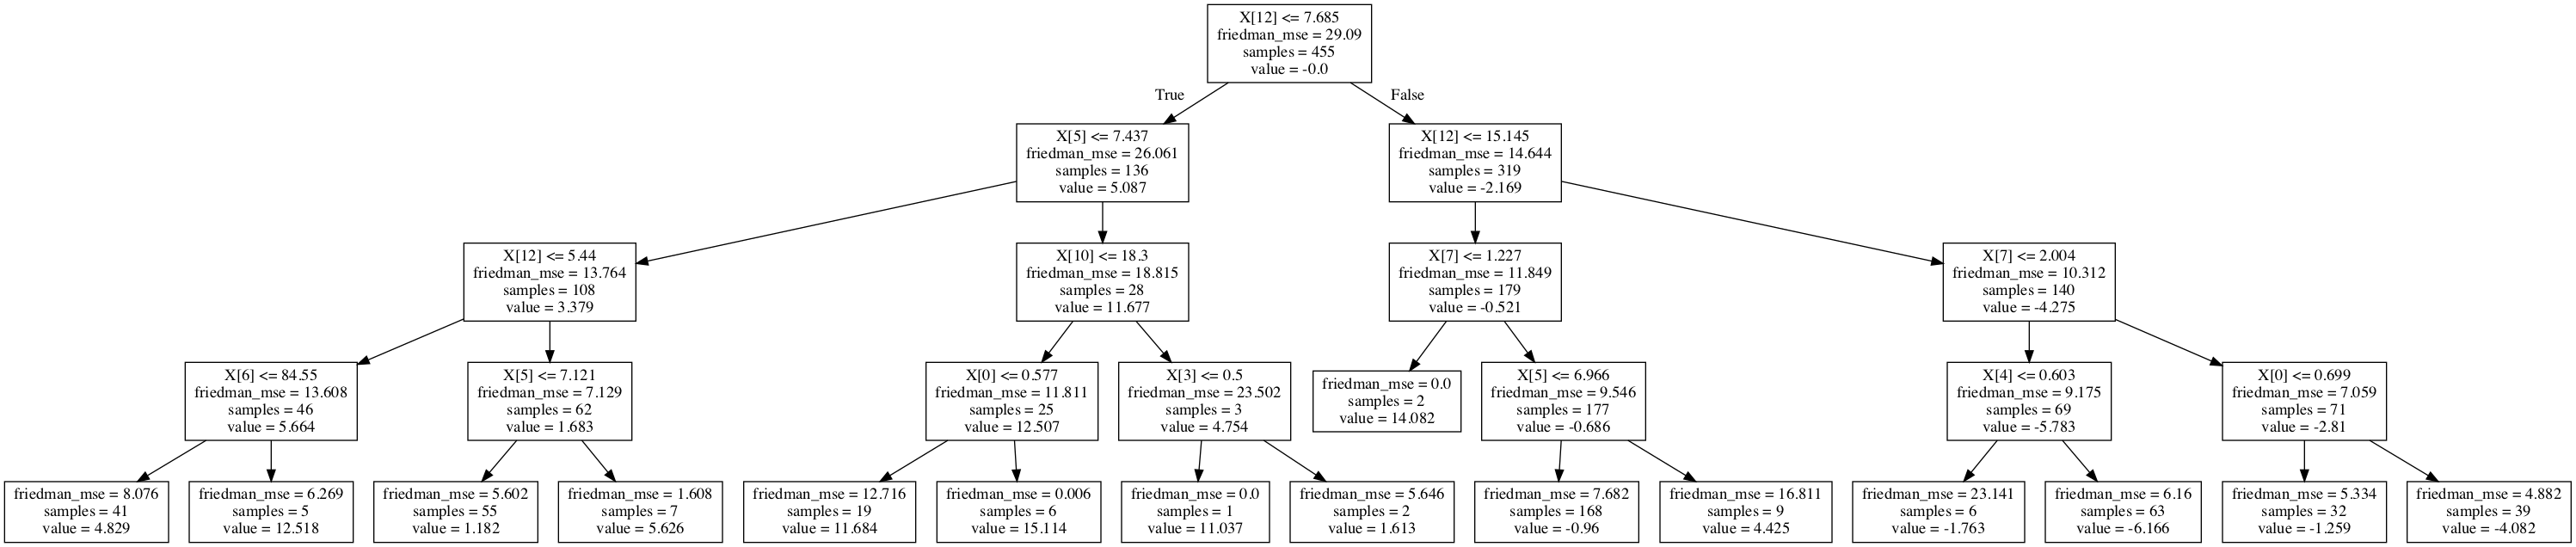 X[12] <= 7.685
friedman_mse = 29.09
samples = 455
value = -0.0
True
False
X[5] <= 7.437
friedman_mse = 26.061
samples = 136
value = 5.087
X[12] <= 15.145
friedman_mse = 14.644
samples = 319
value = -2.169
X[12] <= 5.44
friedman_mse = 13.764
samples = 108
value = 3.379
X[10] <= 18.3
friedman_mse = 18.815
samples = 28
value = 11.677
X[7] <= 1.227
friedman_mse = 11.849
samples = 179
value = -0.521
X[7] <= 2.004
friedman_mse = 10.312
samples = 140
value = -4.275
X[6] <= 84.55
friedman_mse = 13.608
samples = 46
value = 5.664
X[5] <= 7.121
friedman_mse = 7.129
samples = 62
value = 1.683
X[0] <= 0.577
friedman_mse = 11.811
samples = 25
value = 12.507
X[3] <= 0.5
friedman_mse = 23.502
samples = 3
value = 4.754
friedman_mse = 0.0
samples = 2
value = 14.082
X[5] <= 6.966
friedman_mse = 9.546
samples = 177
value = -0.686
X[4] <= 0.603
friedman_mse = 9.175
samples = 69
value = -5.783
X[0] <= 0.699
friedman_mse = 7.059
samples = 71
value = -2.81
friedman_mse = 8.076
samples = 41
value = 4.829
friedman_mse = 6.269
samples = 5
value = 12.518
friedman_mse = 5.602
samples = 55
value = 1.182
friedman_mse = 1.608
samples = 7
value = 5.626
friedman_mse = 12.716
samples = 19
value = 11.684
friedman_mse = 0.006
samples = 6
value = 15.114
friedman_mse = 0.0
samples = 1
value = 11.037
friedman_mse = 5.646
samples = 2
value = 1.613
friedman_mse = 7.682
samples = 168
value = -0.96
friedman_mse = 16.811
samples = 9
value = 4.425
friedman_mse = 23.141
samples = 6
value = -1.763
friedman_mse = 6.16
samples = 63
value = -6.166
friedman_mse = 5.334
samples = 32
value = -1.259
friedman_mse = 4.882
samples = 39
value = -4.082